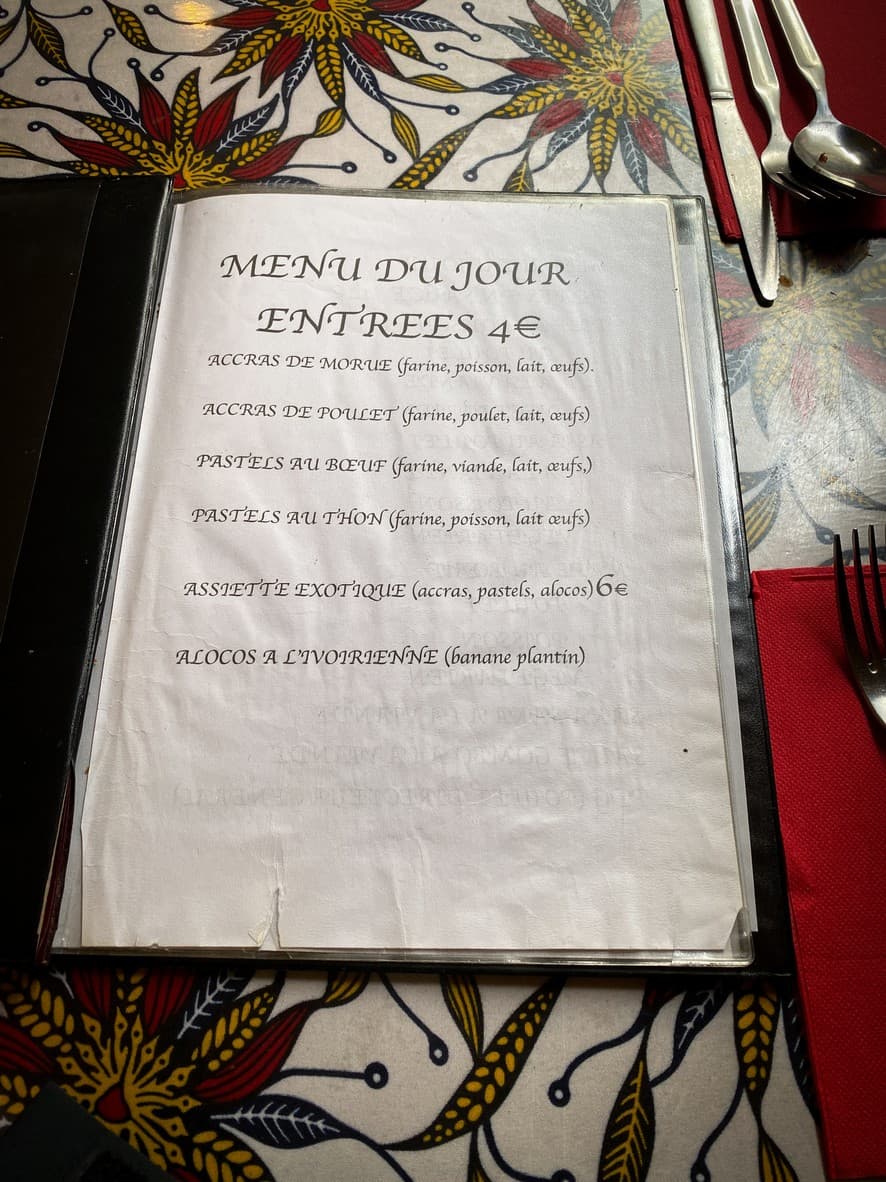 MENU DU JOUR
ENTREES 4€
ACCRAS DE MORUE (farine, poisson, lait, œufs).
ACCRAS DE POULET (farine, poulet, lait, œufs)
PASTELS AU BŒUF (farine, viande, lait, œufs,)
PASTELS AU THON (farine, poisson, lait œufs)
ASSIETTE EXOTIQUE (accras, pastels, alocos) 6€
ALOCOS A L'IVOIRIENNE (banane plantin)